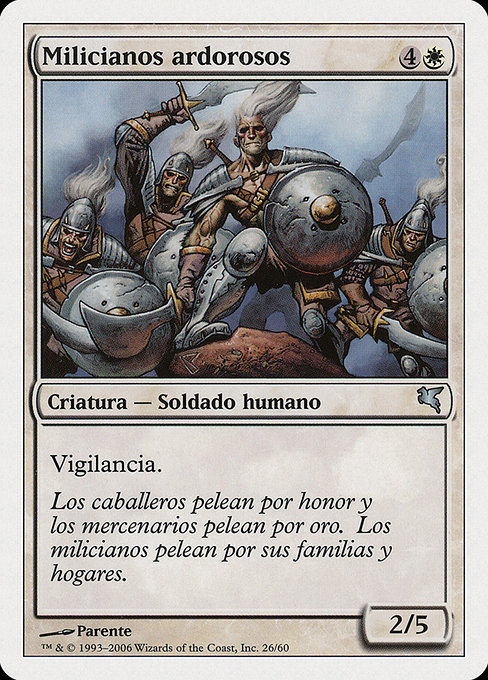 Milicianos ardorosos 4
Criatura — Soldado humano
Vigilancia.
Los caballeros pelean por honor y
los mercenarios pelean por oro. Los
milicianos pelean por sus familias y
hogares.
Parente
2/5
™ & © 1993–2006 Wizards of the Coast, Inc. 26/60